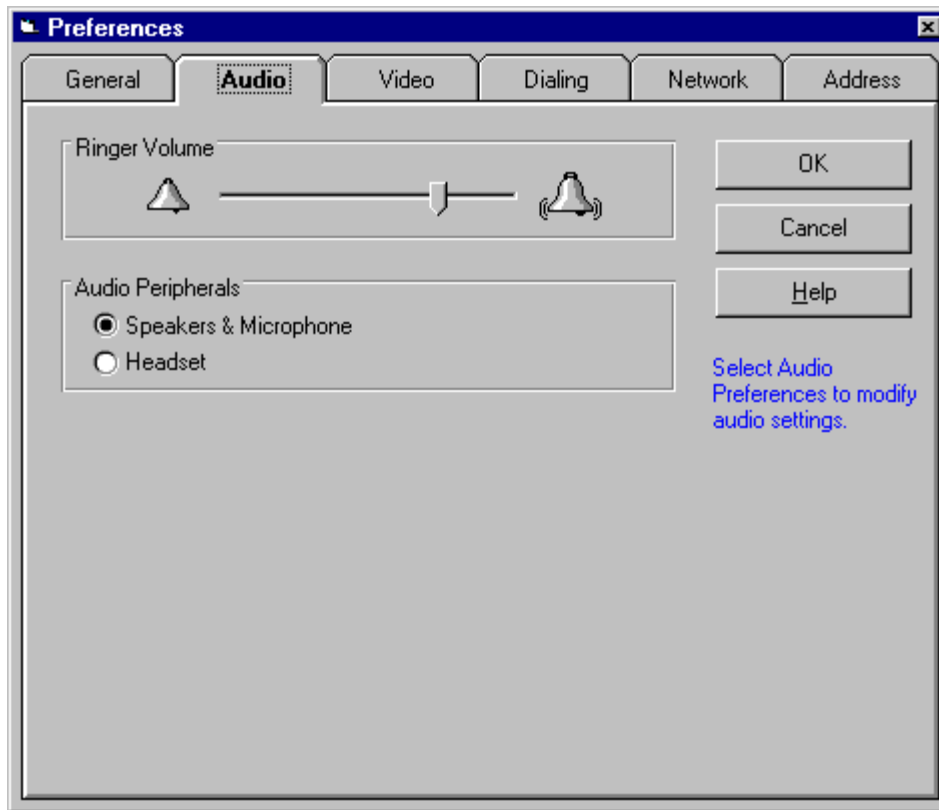 Preferences
General Audio Video Dialing Network Address
Ringer Volume
OK
Cancel
Audio Peripherals
Help
Speakers & Microphone
Headset
Select Audio
Preferences to modify
audio settings.